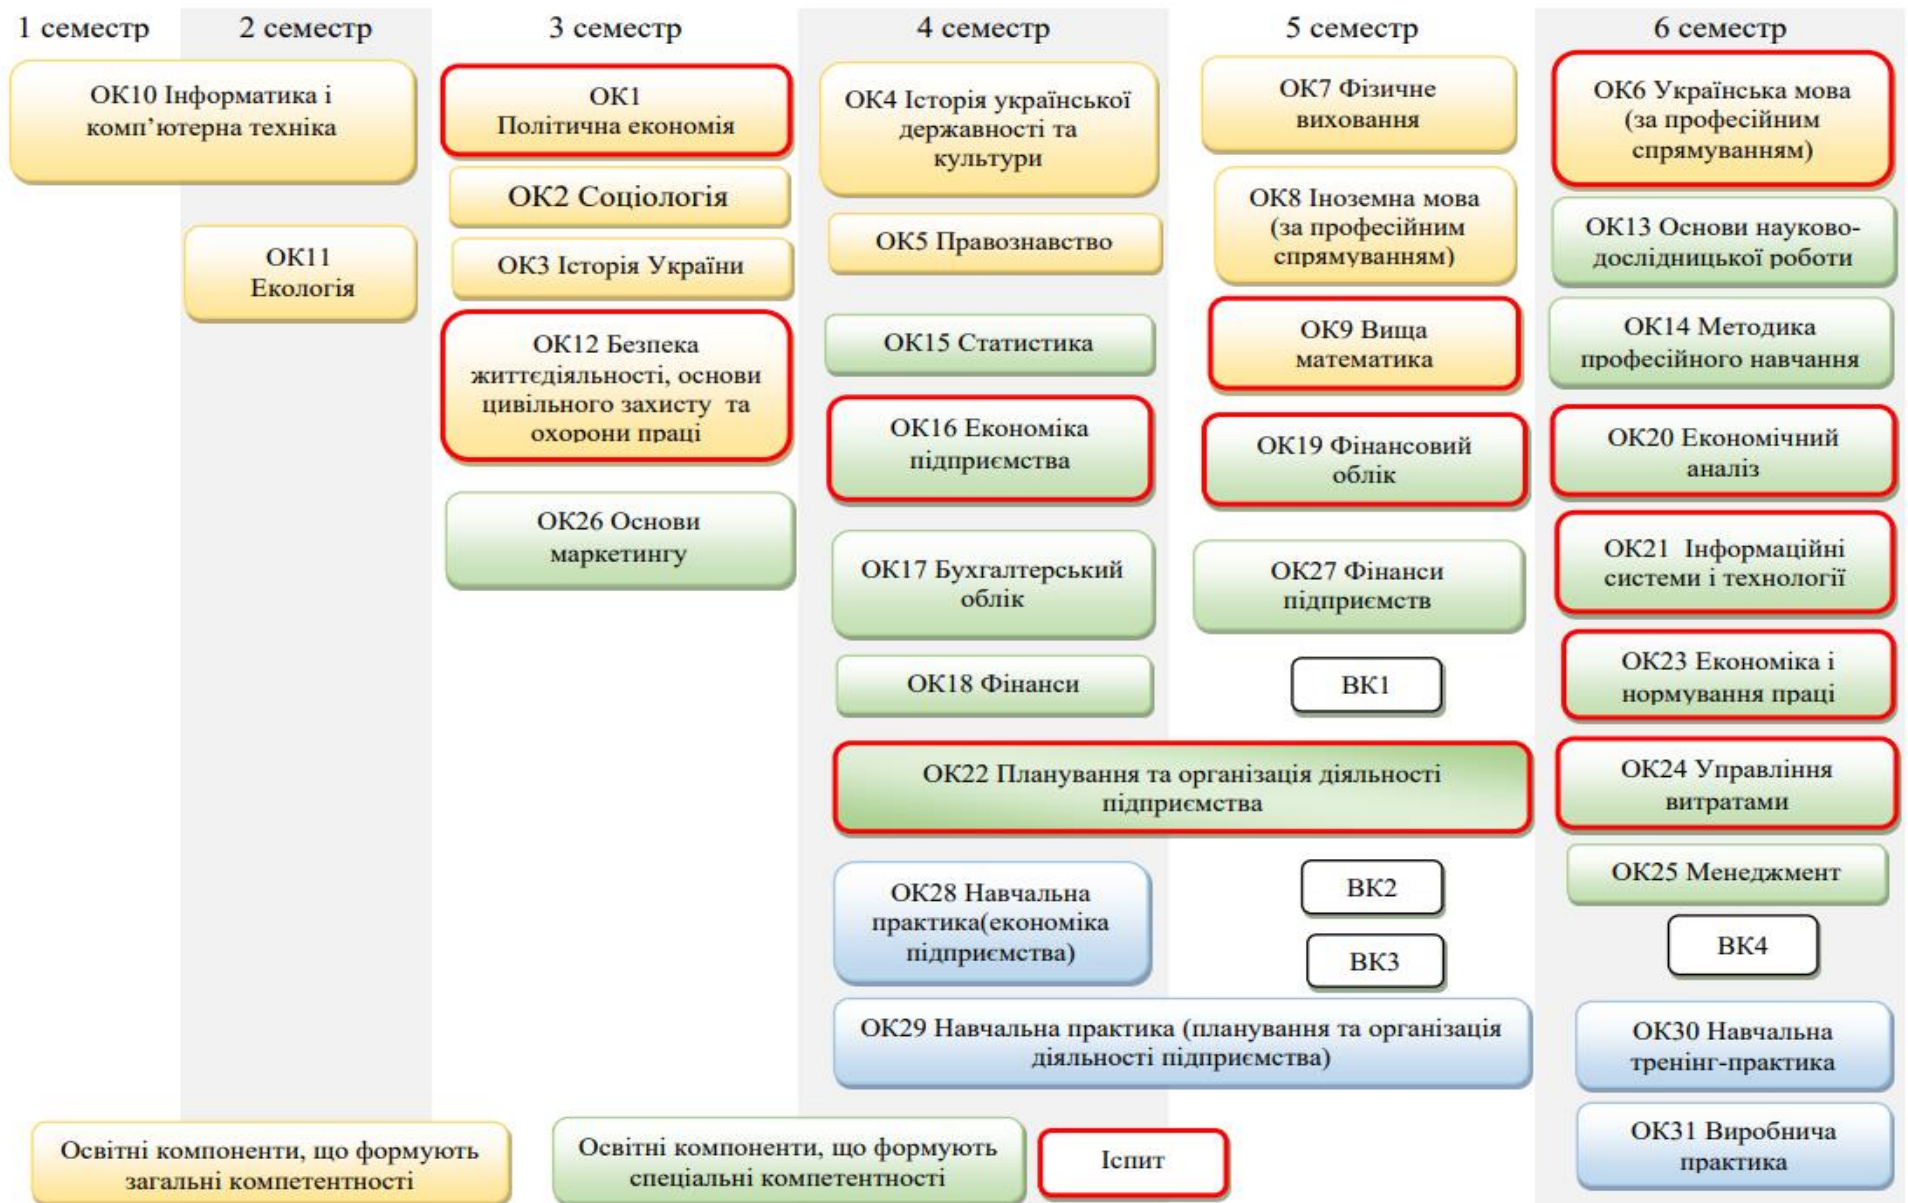 1 семестр
2 семестр
3 семестр
4 семестр
5 семестр
6 семестр
ОК10 Інформатика і
комп’ютерна техніка
ОК11
Екологія
ОК1
Політична економія
ОК2 Соціологія
ОК3 Історія України
ОК12 Безпека
життєдіяльності, основи
цивільного захисту та
охорони праці
ОК26 Основи
маркетингу
ОК4 Історія української
державності та
культури
ОК5 Правознавство
ОК15 Статистика
ОК16 Економіка
підприємства
ОК17 Бухгалтерський
облік
ОК18 Фінанси
ОК22 Планування та організація діяльності
підприємства
ОК28 Навчальна
практика(економіка
підприємства)
ОК29 Навчальна практика (планування та організація
діяльності підприємства)
ОК7 Фізичне
виховання
ОК8 Іноземна мова
(за професійним
спрямуванням)
ОК9 Вища
математика
ОК19 Фінансовий
облік
ОК27 Фінанси
підприємств
ВК1
ВК2
ВК3
ОК6 Українська мова
(за професійним
спрямуванням)
ОК13 Основи науково-
дослідницької роботи
ОК14 Методика
професійного навчання
ОК20 Економічний
аналіз
ОК21 Інформаційні
системи і технології
ОК23 Економіка і
нормування праці
ОК24 Управління
витратами
ОК25 Менеджмент
ВК4
ОК30 Навчальна
тренінг-практика
ОК31 Виробнича
практика
Освітні компоненти, що формують
загальні компетентності
Освітні компоненти, що формують
спеціальні компетентності
Іспит